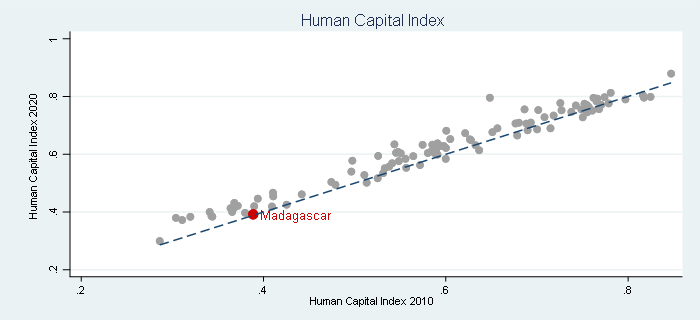 Human Capital Index
Human Capital Index 2020
1
.8
.6
.4
.2
Madagascar
.2
.4
.6
.8
Human Capital Index 2010